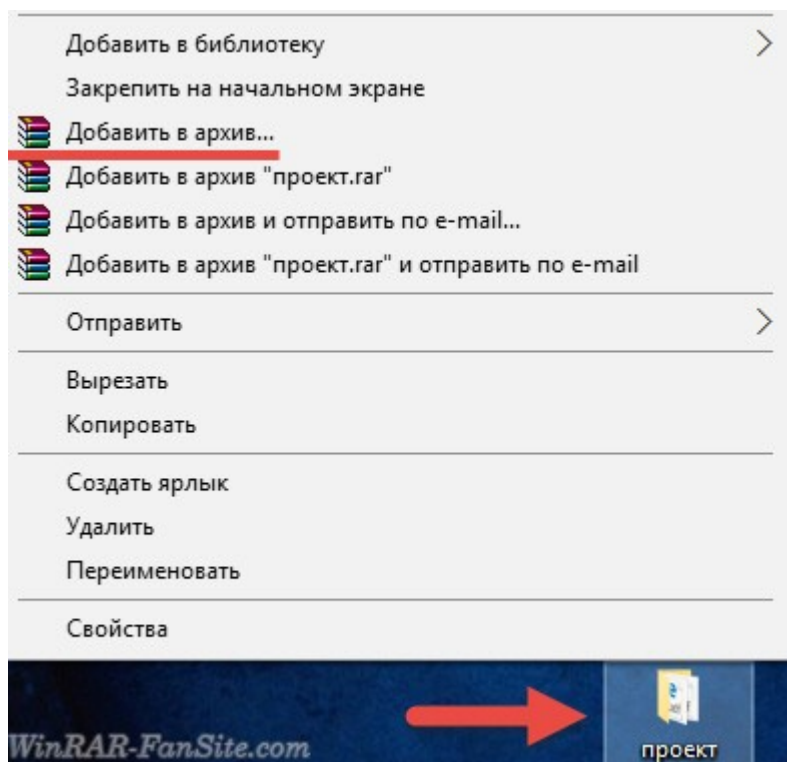 Добавить в библиотеку
Закрепить на начальном экране
Добавить в архив...
Добавить в архив "проект.rar"
Добавить в архив и отправить по e-mail...
Добавить в архив "проект.rar" и отправить по e-mail
Отправить
Вырезать
Копировать
Создать ярлык
Удалить
Переименовать
Свойства
WinRAR-FanSite.com
проект